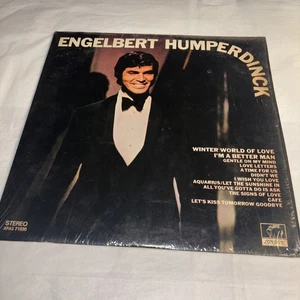 ENGELBERT HUMPERDINCK
WINTER WORLD OF LOVE
I'M A BETTER MAN
GENTLE ON MY MIND
LOVE LETTERS
A TIME FOR US
DIDN'T WE
I WISH YOU LOVE
AQUARIUS/LET THE SUNSHINE IN
ALL YOU'VE GOTTA DO IS ASK
THE SIGNS OF LOVE
CAFE
LET'S KISS TOMORROW GOODBYE
STEREO